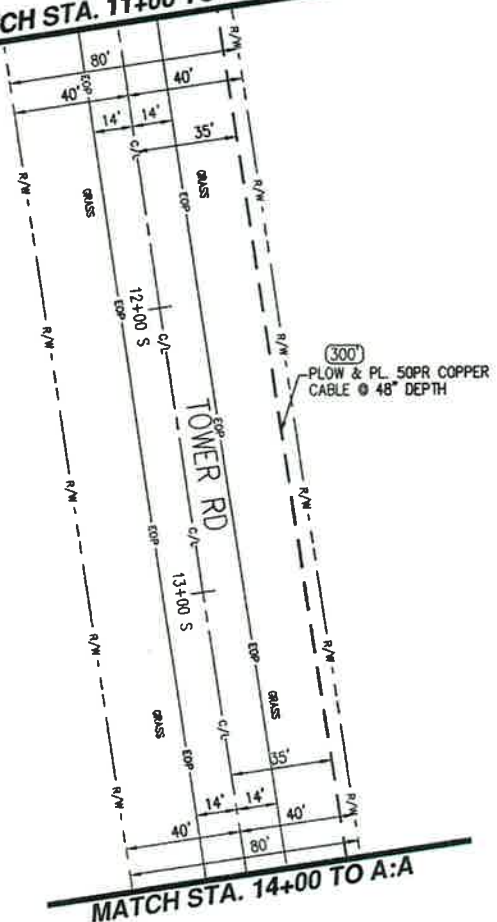 CH STA. 11+00 TO
80'
R/W
40' 40'
EOP
14' 14'
C/L
35'
R/W
GRASS
GRASS
R/W
EOP
12+00 S
EOP
C/L
R/W
R/W
(300')
PLOW & PL. 50PR COPPER
CABLE @ 48" DEPTH
TOWER RD
EOP
R/W
R/W
EOP
C/L
13+00 S
R/W
EOP
R/W
GRASS
GRASS
C/L
EOP
35'
R/W
R/W
14' 14'
40' 40'
80'
MATCH STA. 14+00 TO A:A